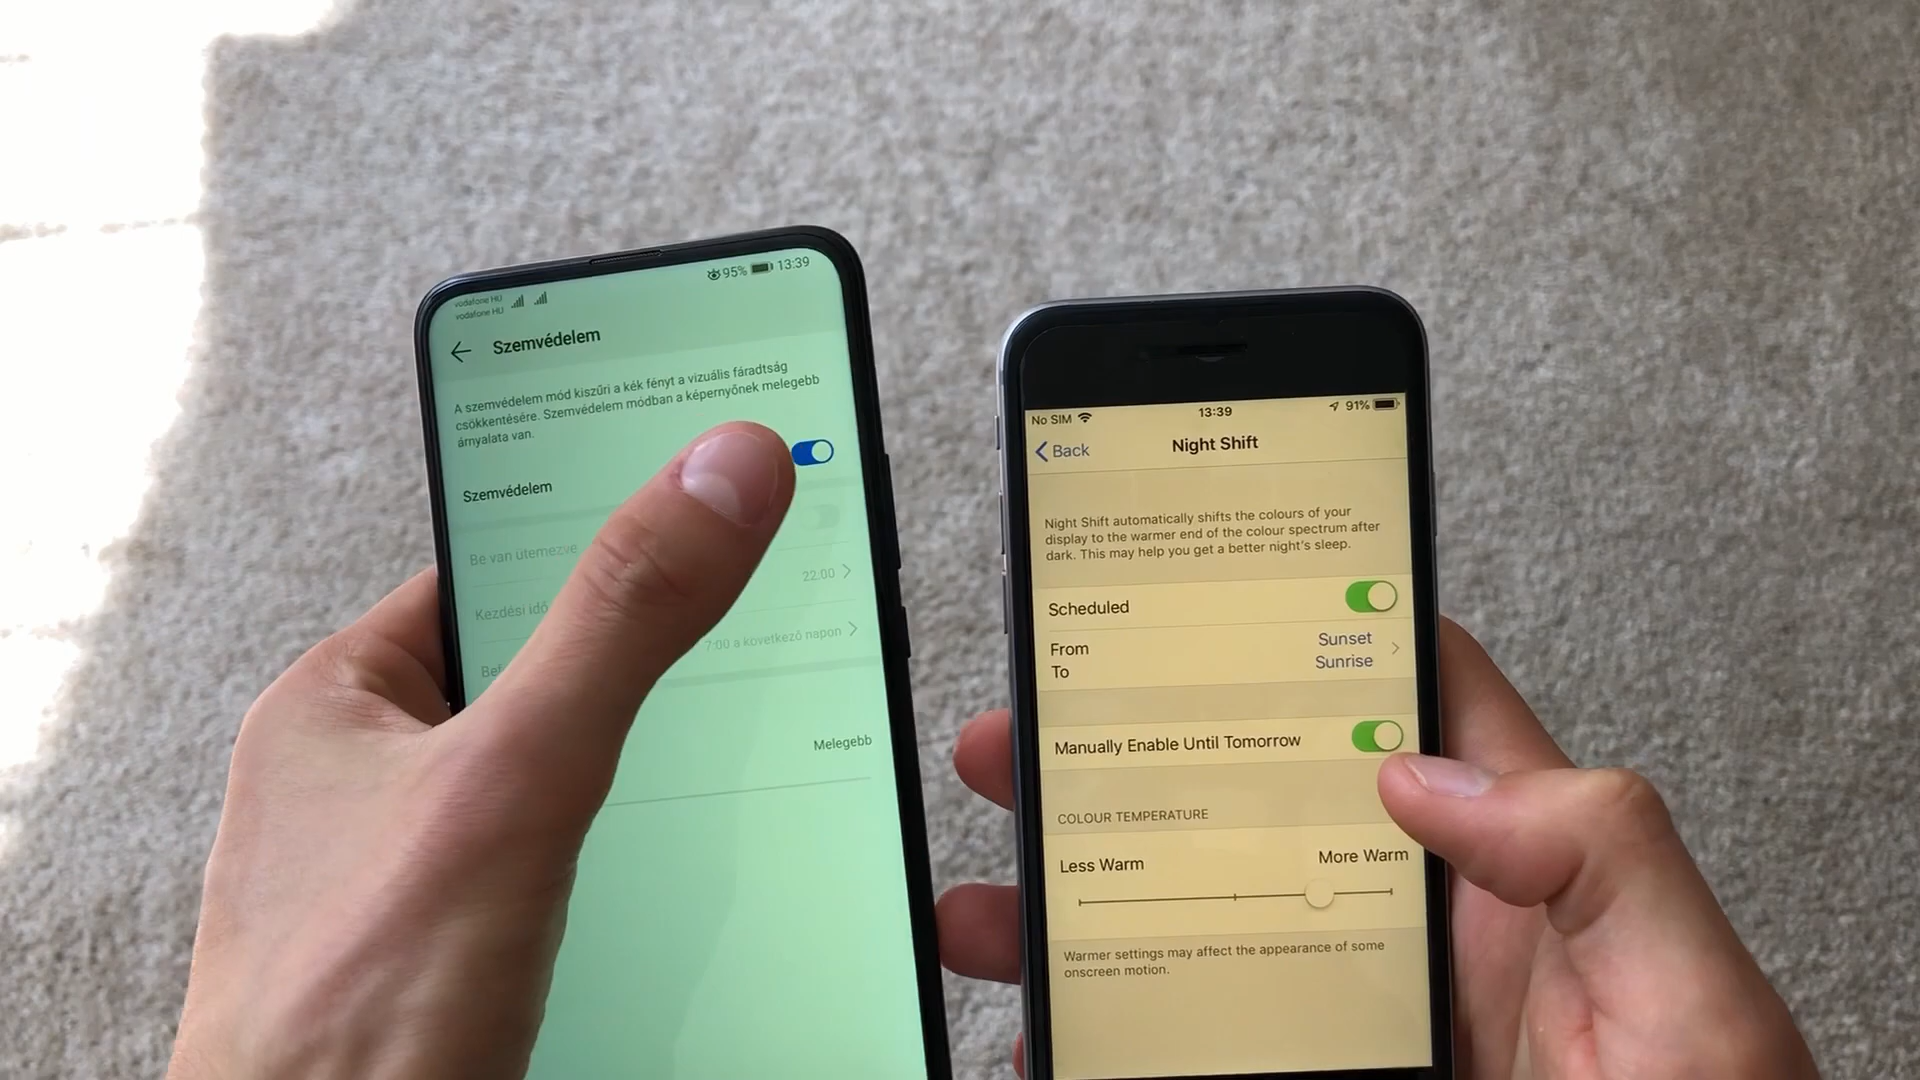 vodafone HU
vodafone HU
95% 13:39
Szemvédelem
A szemvédelem mód kiszűri a kék fényt a vizuális fáradtság
csökkentésére. Szemvédelem módban a képernyőnek melegebb
árnyalata van.
Szemvédelem
Be van ütemezve
Kezdési idő
22:00
7:00 a következő napon
Melegebb
No SIM
13:39
91%
Back
Night Shift
Night Shift automatically shifts the colours of your
display to the warmer end of the colour spectrum after
dark. This may help you get a better night's sleep.
Scheduled
From
Sunset
To
Sunrise
Manually Enable Until Tomorrow
COLOUR TEMPERATURE
Less Warm
More Warm
Warmer settings may affect the appearance of some
onscreen motion.